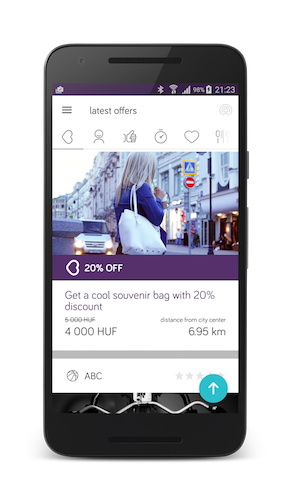 98% 21:23
latest offers
20% OFF
Get a cool souvenir bag with 20%
discount
5 000 HUF
distance from city center
4 000 HUF
6.95 km
ABC